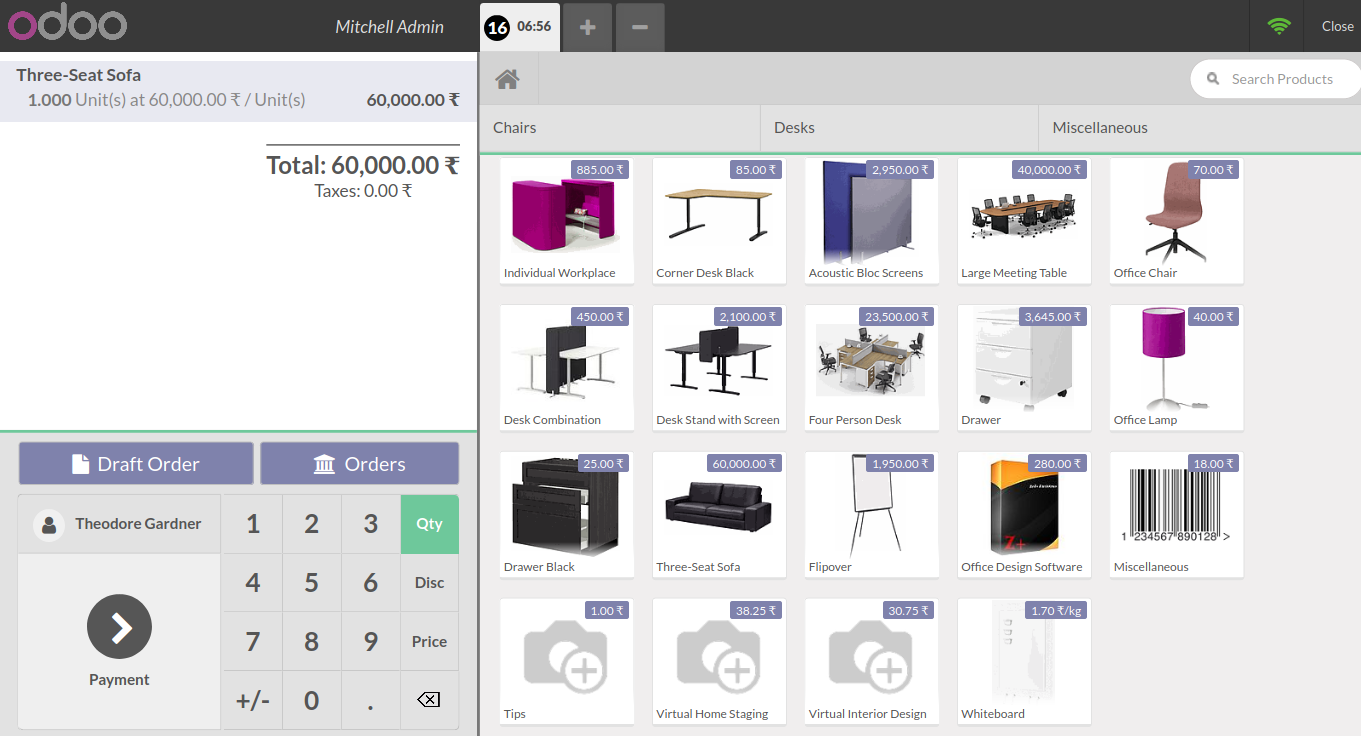 odoo
Mitchell Admin
16 06:56
Close
Three-Seat Sofa
1.000 Unit(s) at 60,000.00 ₹ / Unit(s) 60,000.00 ₹
Total: 60,000.00 ₹
Taxes: 0.00 ₹
Draft Order
Orders
Theodore Gardner
1 2 3 Qty
4 5 6 Disc
7 8 9 Price
+/- 0 .
Payment
Search Products
Chairs
Desks
Miscellaneous
885.00 ₹
Individual Workplace
85.00 ₹
Corner Desk Black
2,950.00 ₹
Acoustic Bloc Screens
40,000.00 ₹
Large Meeting Table
70.00 ₹
Office Chair
450.00 ₹
Desk Combination
2,100.00 ₹
Desk Stand with Screen
23,500.00 ₹
Four Person Desk
3,645.00 ₹
Drawer
40.00 ₹
Office Lamp
25.00 ₹
Drawer Black
60,000.00 ₹
Three-Seat Sofa
1,950.00 ₹
Flipover
280.00 ₹
Z+
Office Design Software
18.00 ₹
1 234567 890128 >
Miscellaneous
1.00 ₹
Tips
38.25 ₹
Virtual Home Staging
30.75 ₹
Virtual Interior Design
1.70 ₹/kg
Whiteboard